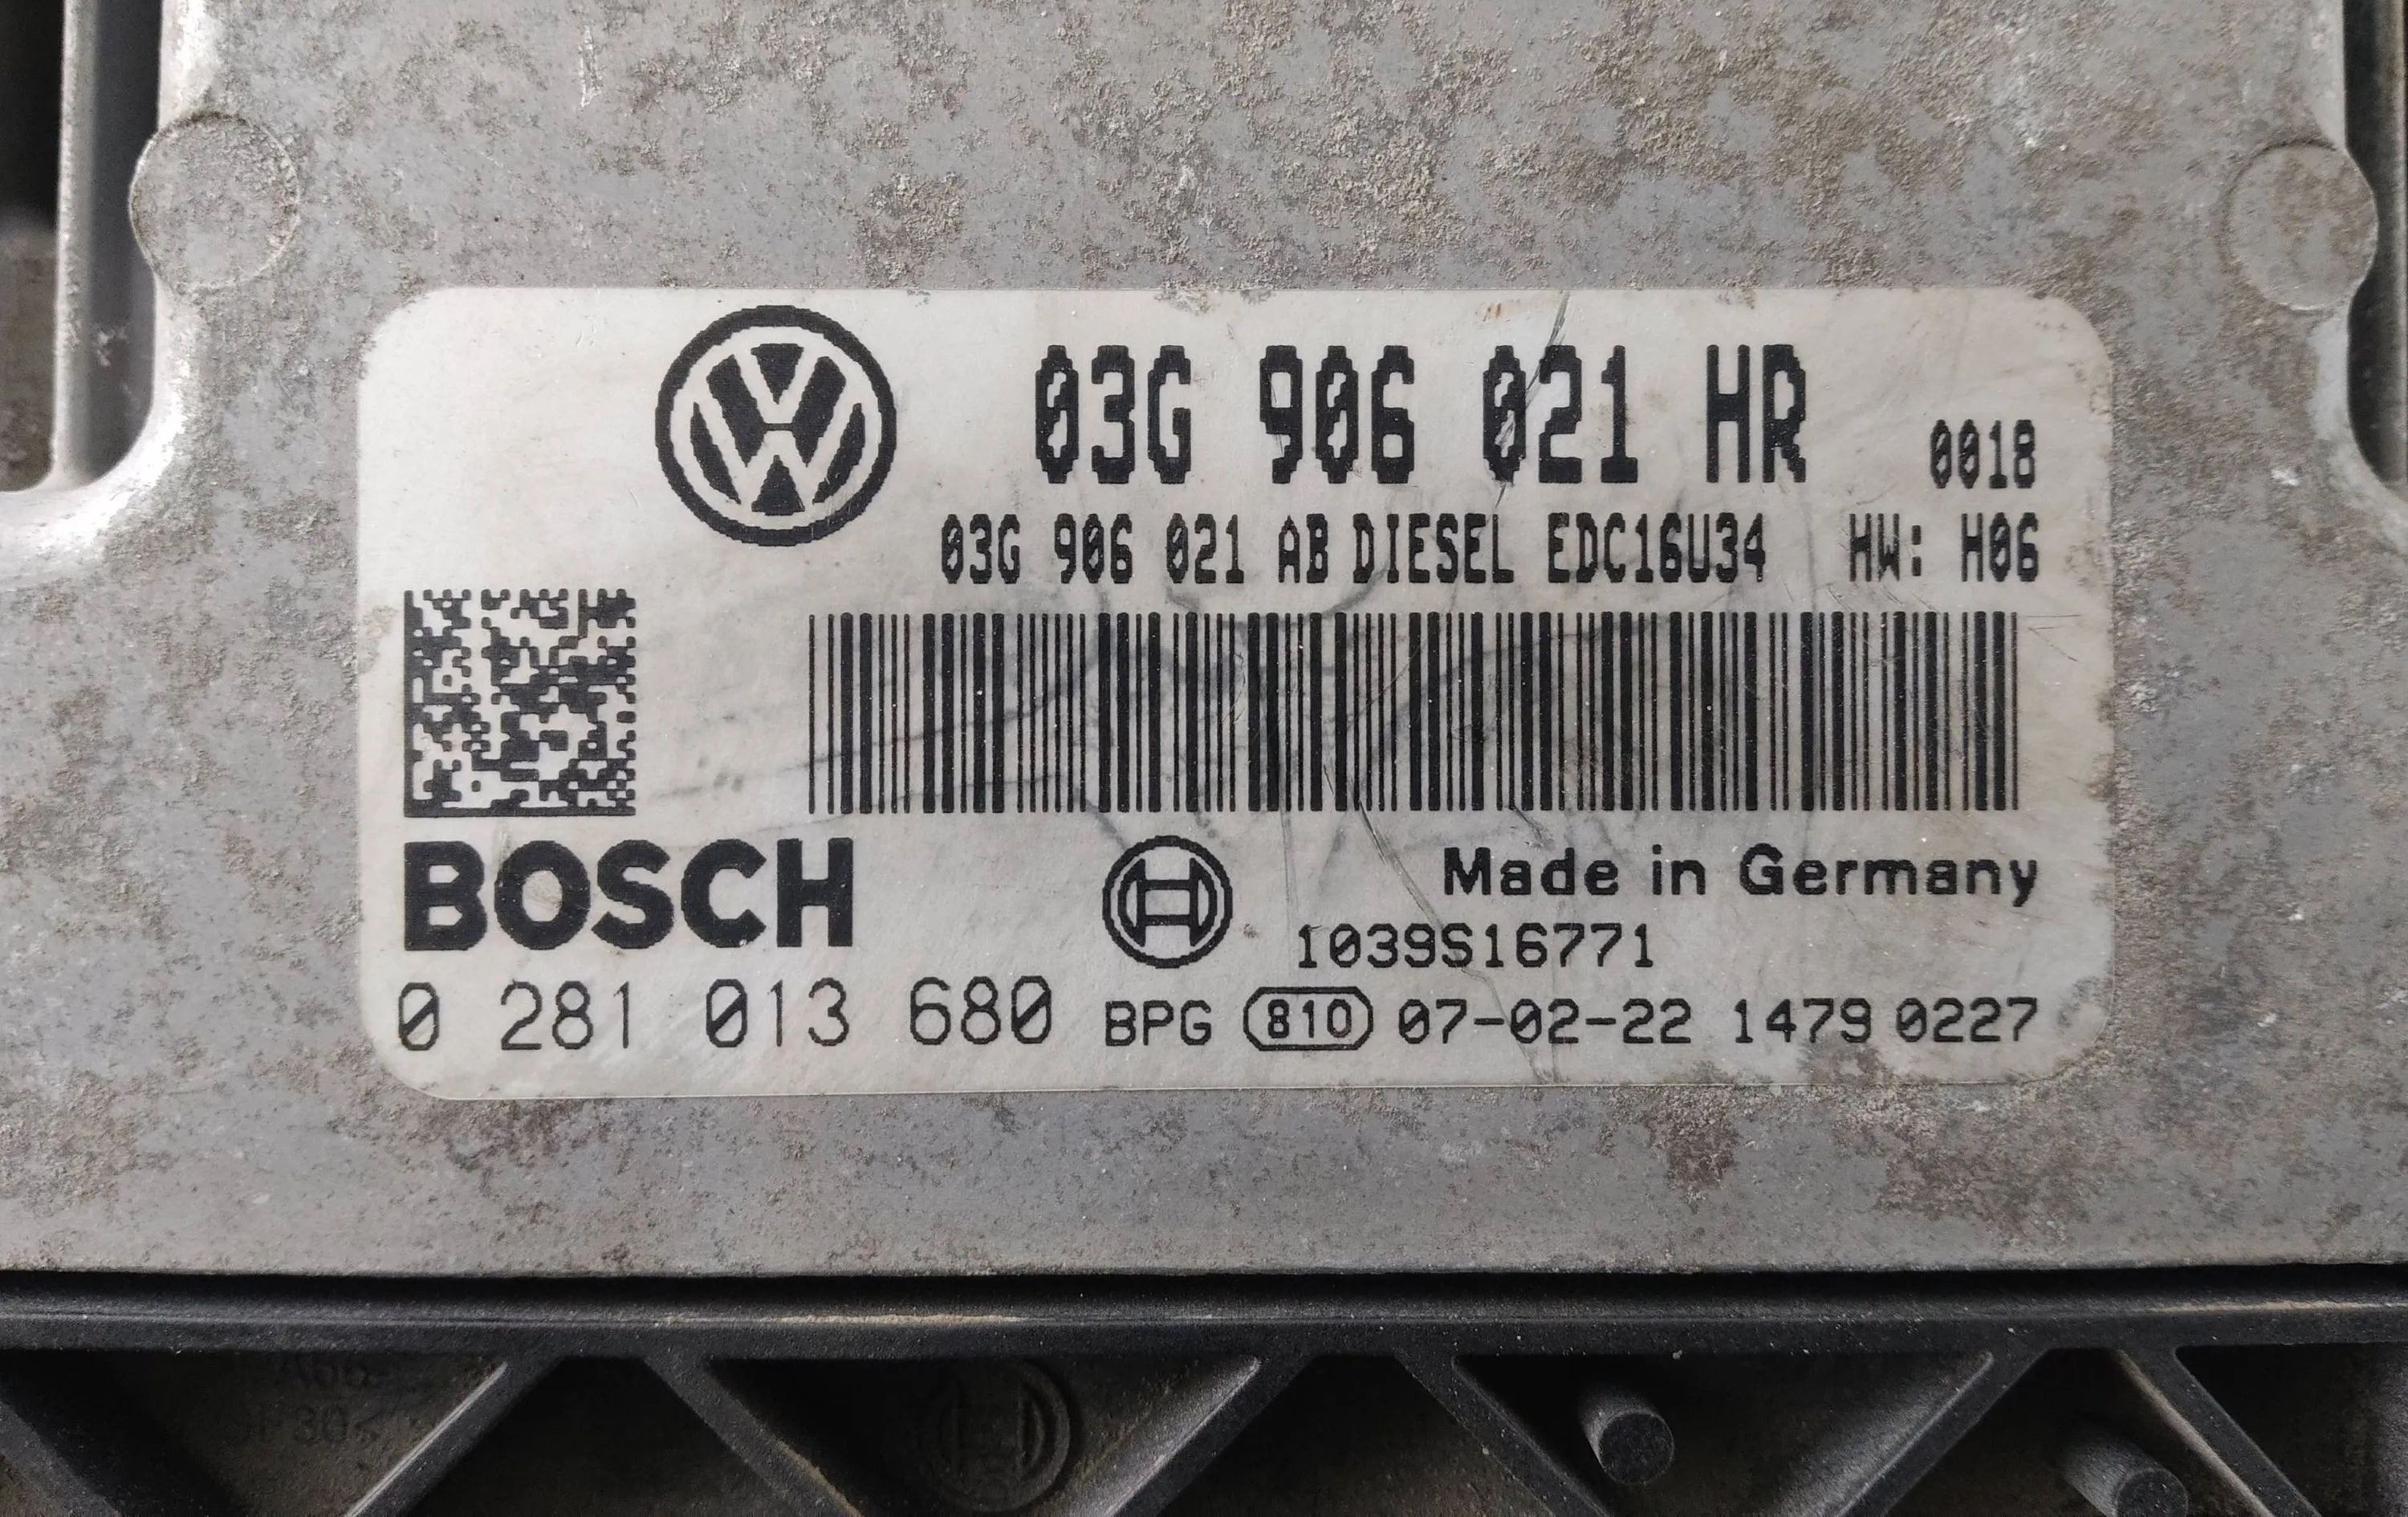 03G 906 021 HR 0018
03G 906 021 AB DIESEL EDC16U34 HW: H06
BOSCH
Made in Germany
1039S16771
0 281 013 680 BPG 810 07-02-22 1479 0227